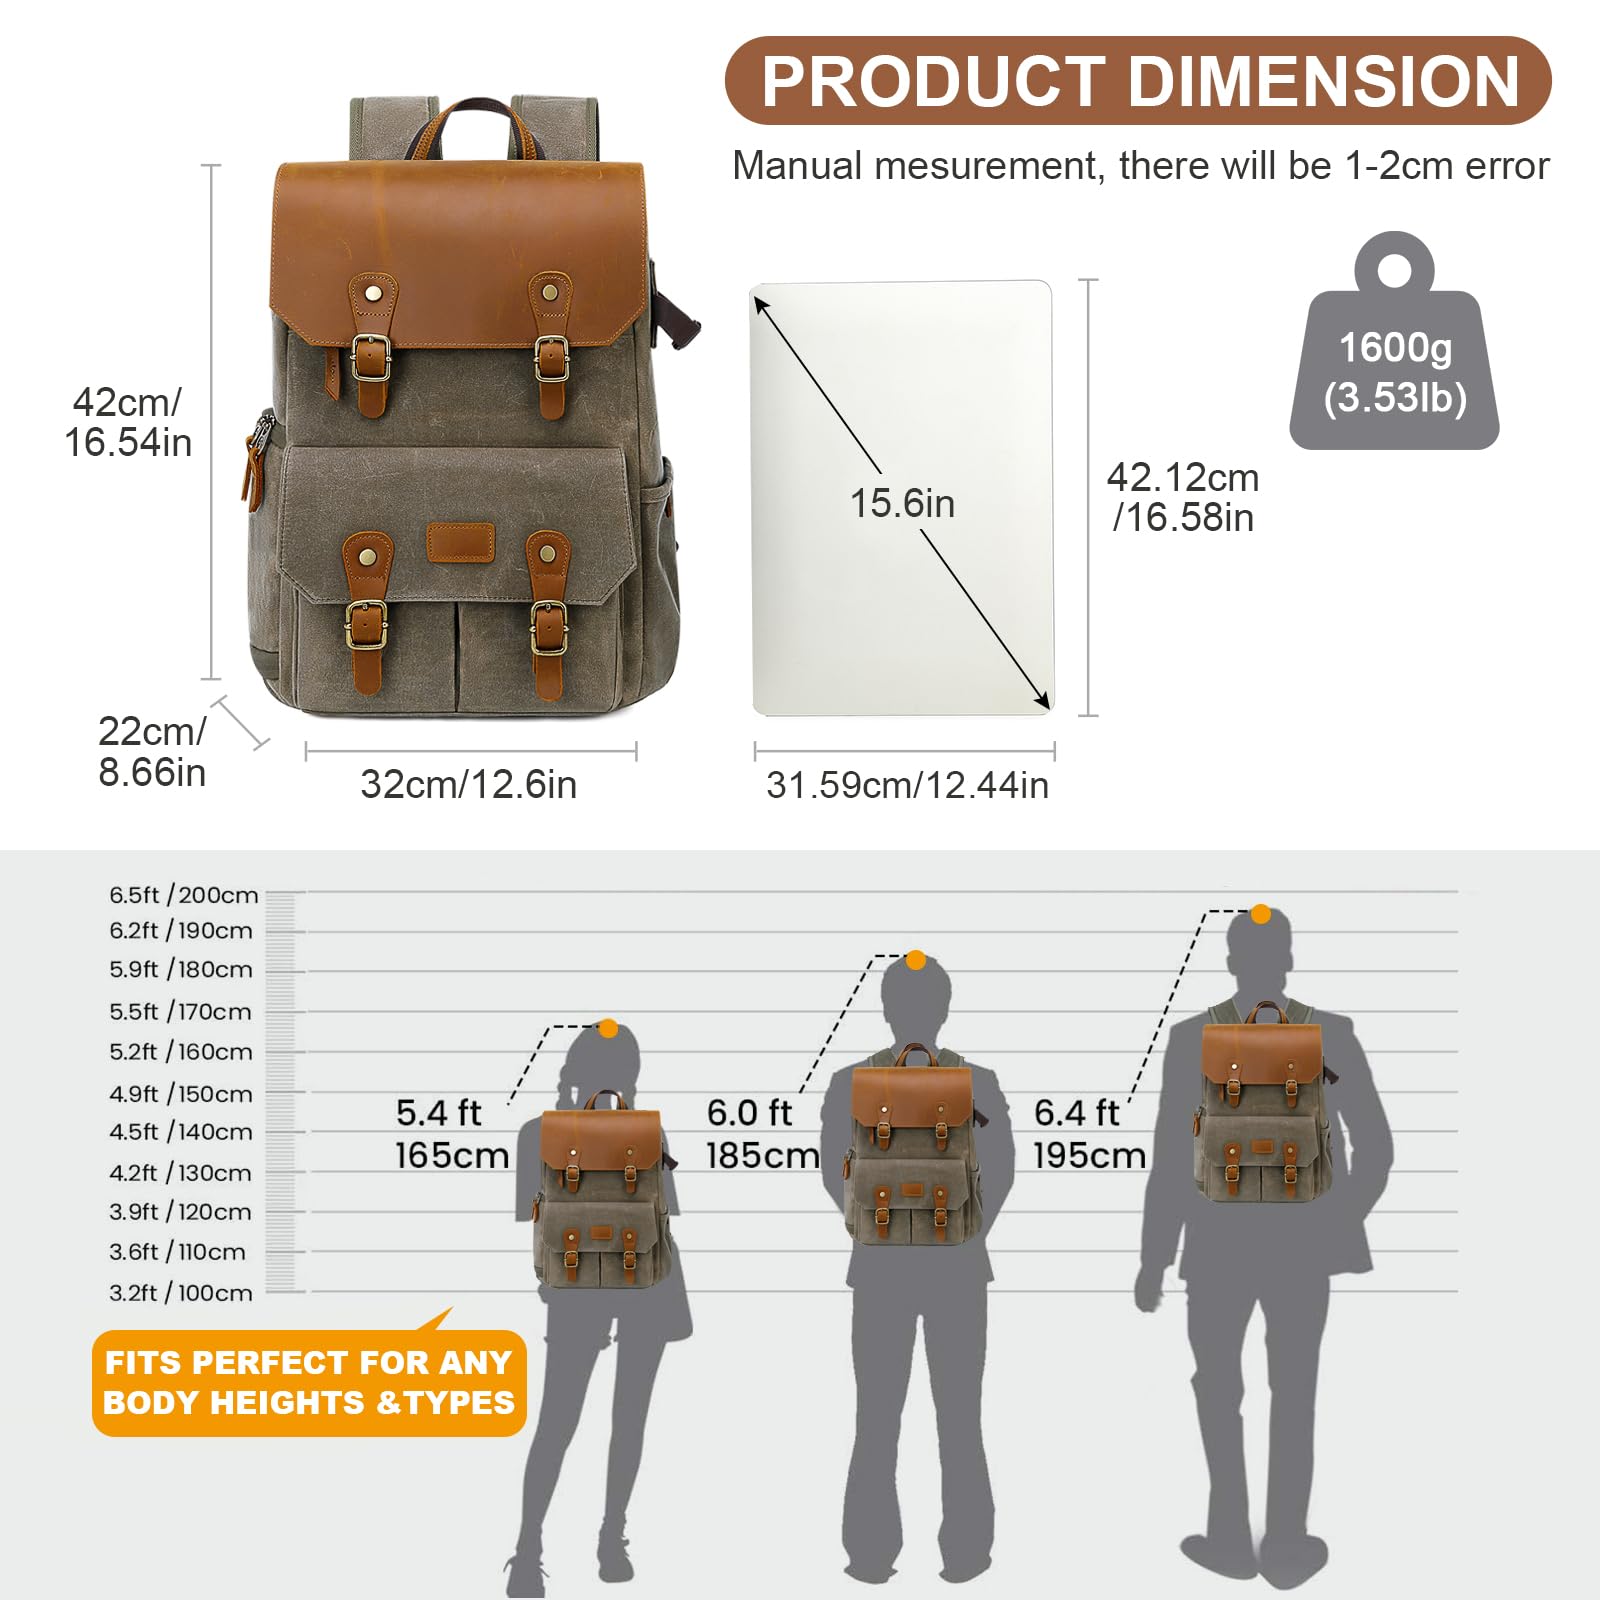 PRODUCT DIMENSION
Manual mesurement, there will be 1-2cm error
1600g
(3.53lb)
42cm/
16.54in
15.6in
42.12cm
/16.58in
22cm/
8.66in
32cm/12.6in
31.59cm/12.44in
6.5ft / 200cm
6.2ft / 190cm
5.9ft / 180cm
5.5ft / 170cm
5.2ft / 160cm
4.9ft / 150cm
4.5ft / 140cm
4.2ft / 130cm
3.9ft / 120cm
3.6ft / 110cm
3.2ft / 100cm
5.4 ft
165cm
6.0 ft
185cm
6.4 ft
195cm
FITS PERFECT FOR ANY
BODY HEIGHTS &TYPES